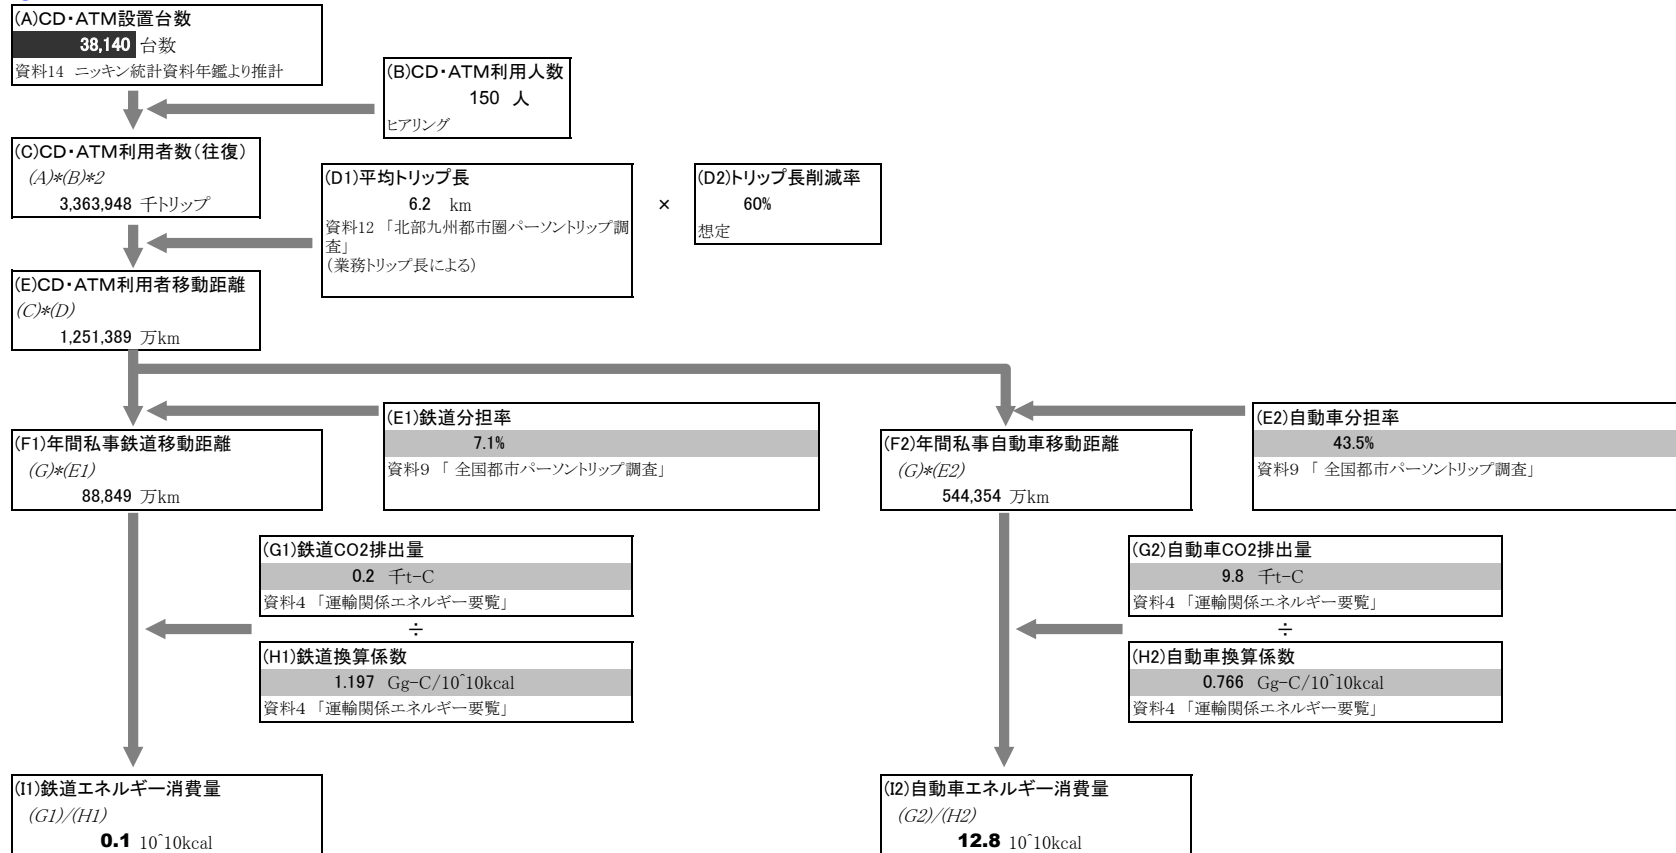 (A)CD・ATM設置台数
38,140 台数
資料14 ニッキン統計資料年鑑より推計
(B)CD・ATM利用人数
150 人
ヒアリング
(C)CD・ATM利用者数(往復)
(A)*(B)*2
3,363,948 千トリップ
(D1)平均トリップ長
6.2 km
資料12 「北部九州都市圏パーソントリップ調
査」
(業務トリップ長による)
×
(D2)トリップ長削減率
60%
想定
(E)CD・ATM利用者移動距離
(C)*(D)
1,251,389 万km
(E1)鉄道分担率
7.1%
資料9 「 全国都市パーソントリップ調査」
(E2)自動車分担率
43.5%
資料9 「 全国都市パーソントリップ調査」
(F1)年間私事鉄道移動距離
(G)*(E1)
88,849 万km
(F2)年間私事自動車移動距離
(G)*(E2)
544,354 万km
(G1)鉄道CO2排出量
0.2 千t-C
資料4 「運輸関係エネルギー要覧」
÷
(H1)鉄道換算係数
1.197 Gg-C/10^10kcal
資料4 「運輸関係エネルギー要覧」
(G2)自動車CO2排出量
9.8 千t-C
資料4 「運輸関係エネルギー要覧」
÷
(H2)自動車換算係数
0.766 Gg-C/10^10kcal
資料4 「運輸関係エネルギー要覧」
(I1)鉄道エネルギー消費量
(G1)/(H1)
0.1 10^10kcal
(I2)自動車エネルギー消費量
(G2)/(H2)
12.8 10^10kcal